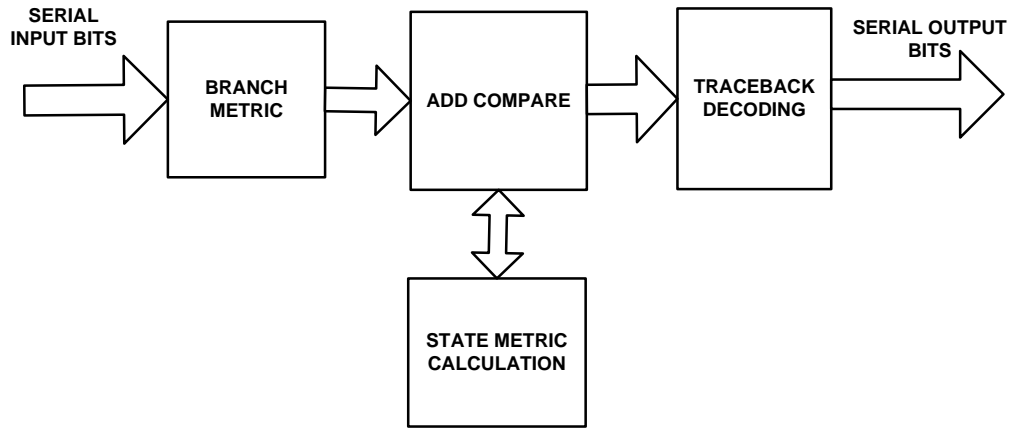 SERIAL
INPUT BITS
BRANCH
METRIC
ADD COMPARE
TRACEBACK
DECODING
SERIAL OUTPUT
BITS
STATE METRIC
CALCULATION